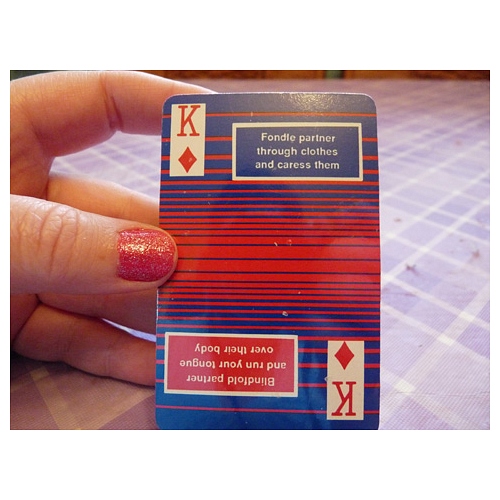 K
Fondle partner
through clothes
and caress them
Blindfold partner
and run your tongue
over their body
K